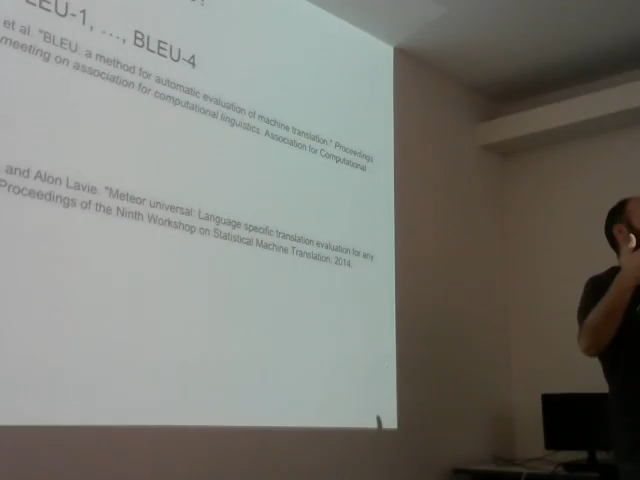 LEU-1, ..., BLEU-4
et al. "BLEU: a method for automatic evaluation of machine translation." Proceedings
meeting on association for computational linguistics. Association for Computational
and Alon Lavie. "Meteor universal: Language specific translation evaluation for any
Proceedings of the Ninth Workshop on Statistical Machine Translation. 2014.